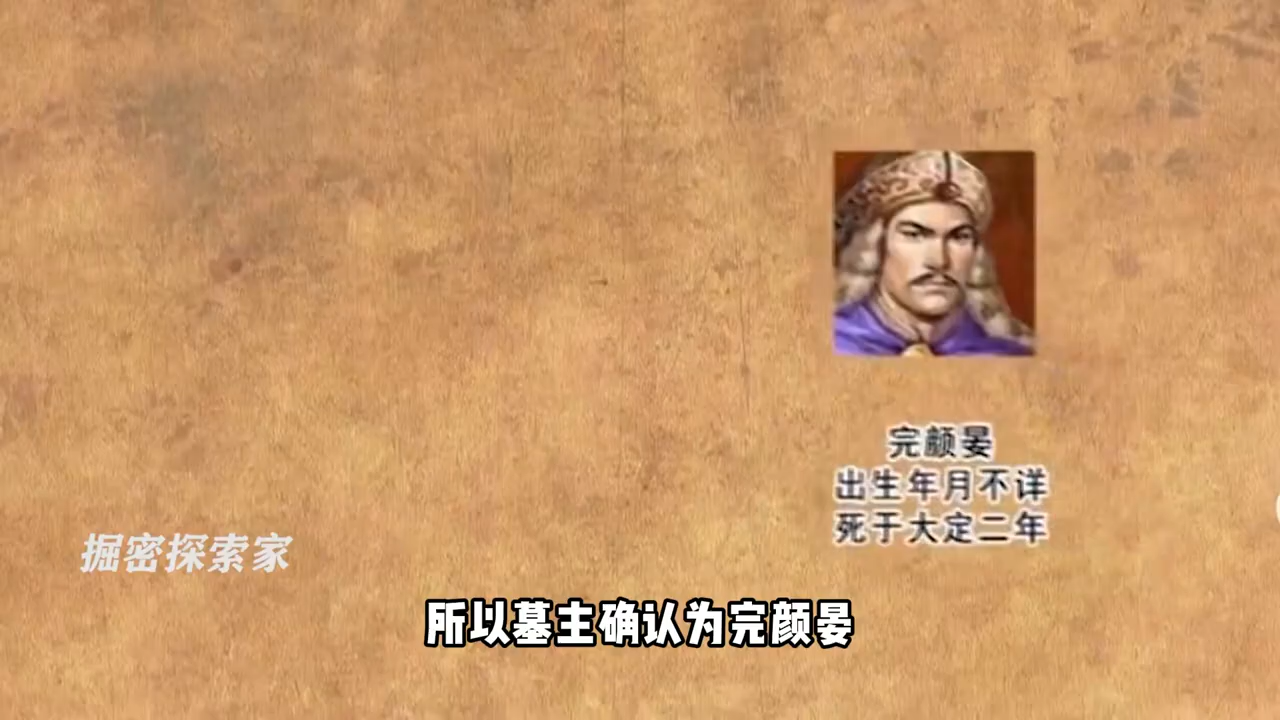 完颜晏
出生年月不详
死于大定二年
掘密探索家
所以墓主确认为完颜晏